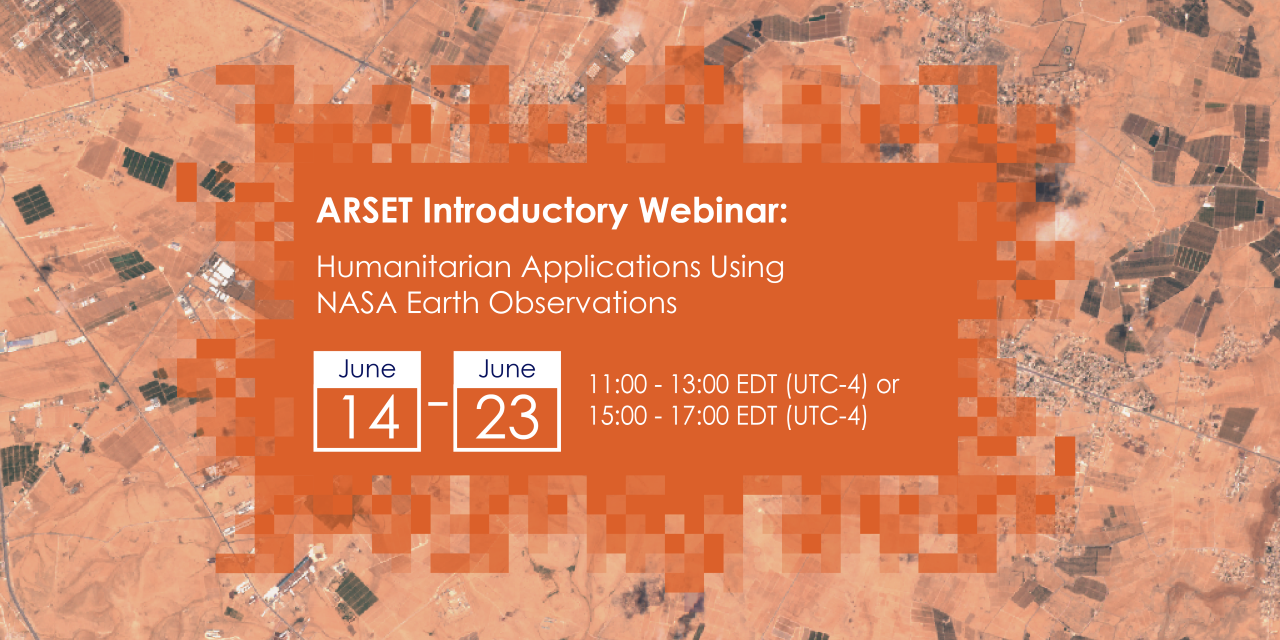 ARSET Introductory Webinar:
Humanitarian Applications Using
NASA Earth Observations
June
14
–
June
23
11:00 - 13:00 EDT (UTC-4) or
15:00 - 17:00 EDT (UTC-4)